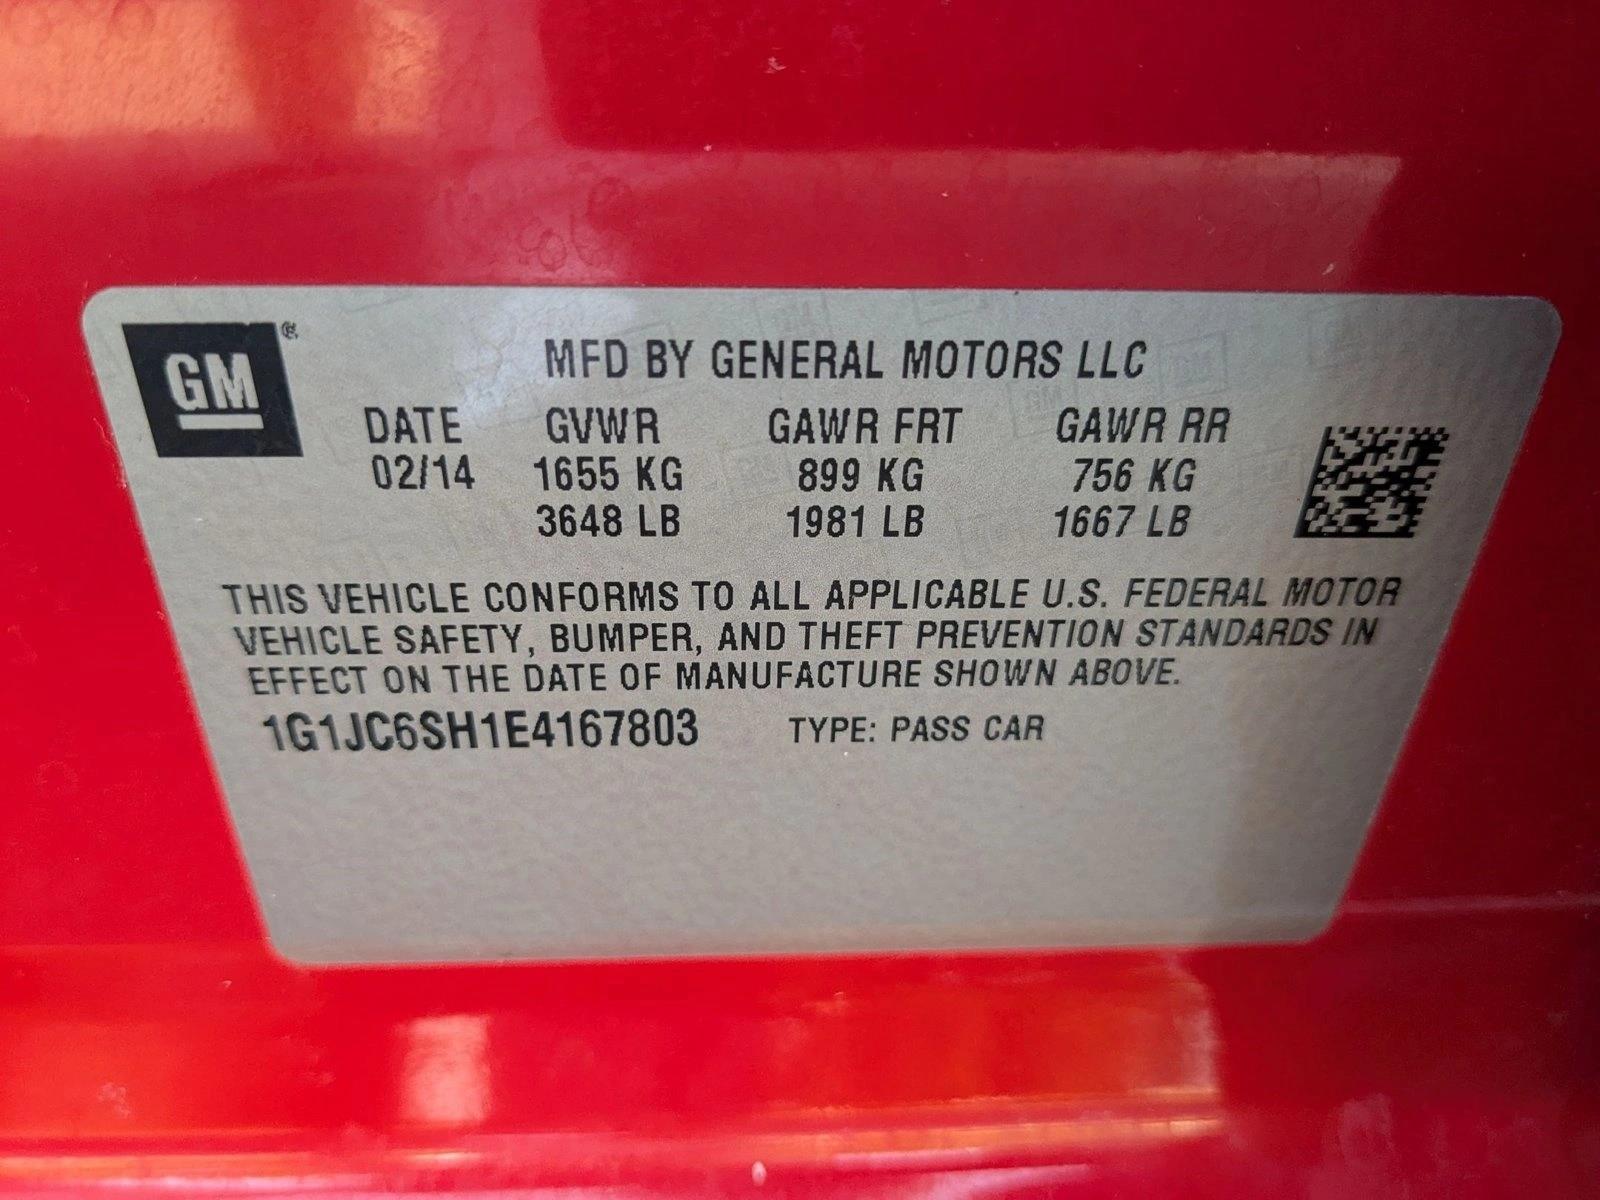 GM®
MFD BY GENERAL MOTORS LLC
DATE GVWR GAWR FRT GAWR RR
02/14 1655 KG 899 KG 756 KG
3648 LB 1981 LB 1667 LB
THIS VEHICLE CONFORMS TO ALL APPLICABLE U.S. FEDERAL MOTOR
VEHICLE SAFETY, BUMPER, AND THEFT PREVENTION STANDARDS IN
EFFECT ON THE DATE OF MANUFACTURE SHOWN ABOVE.
1G1JC6SH1E4167803 TYPE: PASS CAR